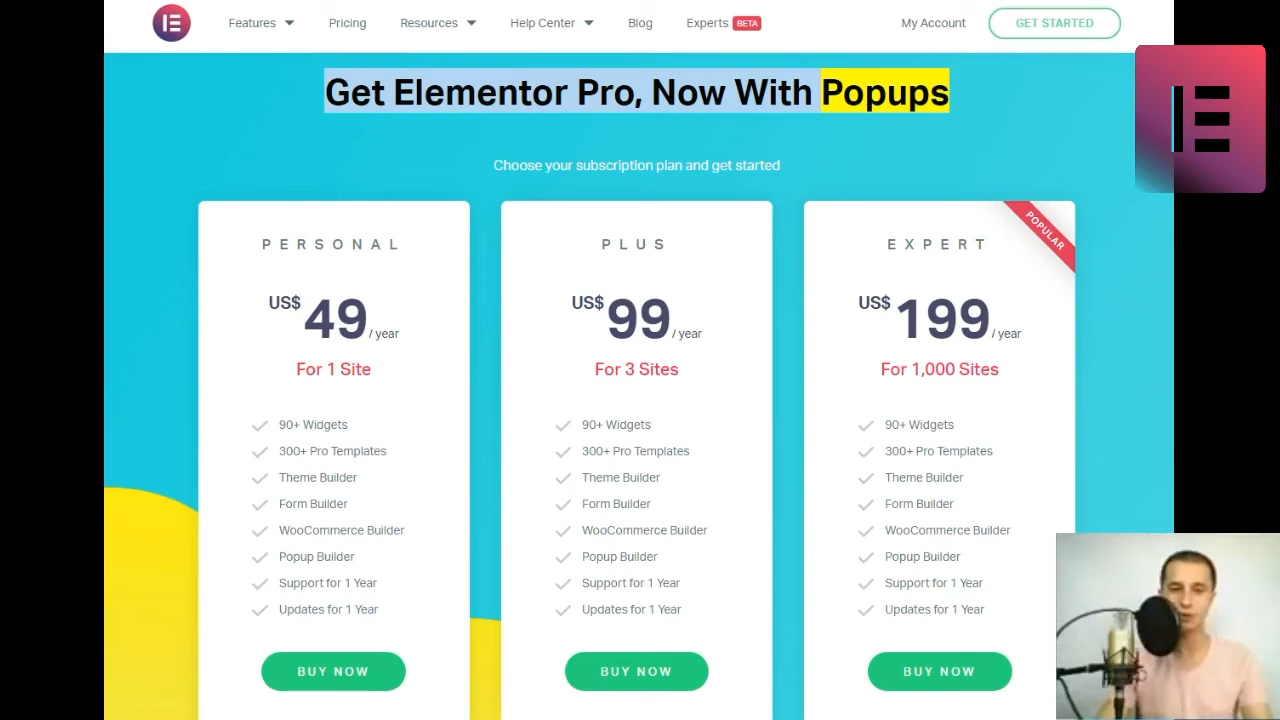 Features Pricing Resources Help Center Blog Experts BETA My Account GET STARTED
Get Elementor Pro, Now With Popups
Choose your subscription plan and get started
PERSONAL
US$ 49 / year
For 1 Site
90+ Widgets
300+ Pro Templates
Theme Builder
Form Builder
WooCommerce Builder
Popup Builder
Support for 1 Year
Updates for 1 Year
BUY NOW
PLUS
US$ 99 / year
For 3 Sites
90+ Widgets
300+ Pro Templates
Theme Builder
Form Builder
WooCommerce Builder
Popup Builder
Support for 1 Year
Updates for 1 Year
BUY NOW
POPULAR
EXPERT
US$ 199 / year
For 1,000 Sites
90+ Widgets
300+ Pro Templates
Theme Builder
Form Builder
WooCommerce Builder
Popup Builder
Support for 1 Year
Updates for 1 Year
BUY NOW